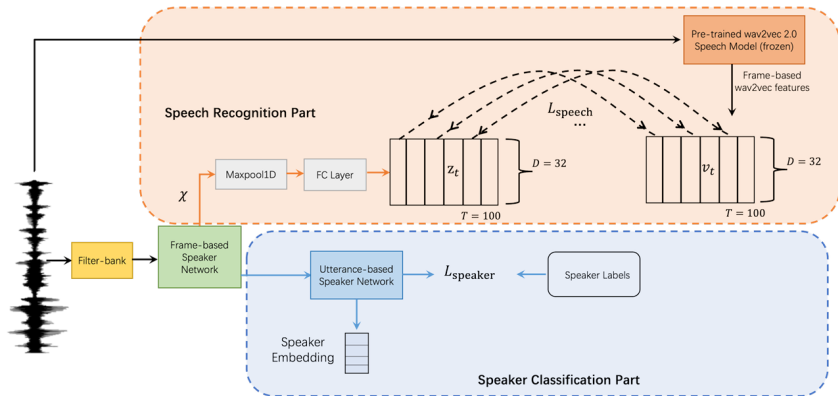 Pre-trained wav2vec 2.0
Speech Model (frozen)
Frame-based
wav2vec features
Speech Recognition Part
L_speech
...
Maxpool1D
FC Layer
z_t
D = 32
v_t
D = 32
χ
T = 100
T = 100
Filter-bank
Frame-based
Speaker
Network
Utterance-based
Speaker Network
L_speaker
Speaker Labels
Speaker
Embedding
Speaker Classification Part